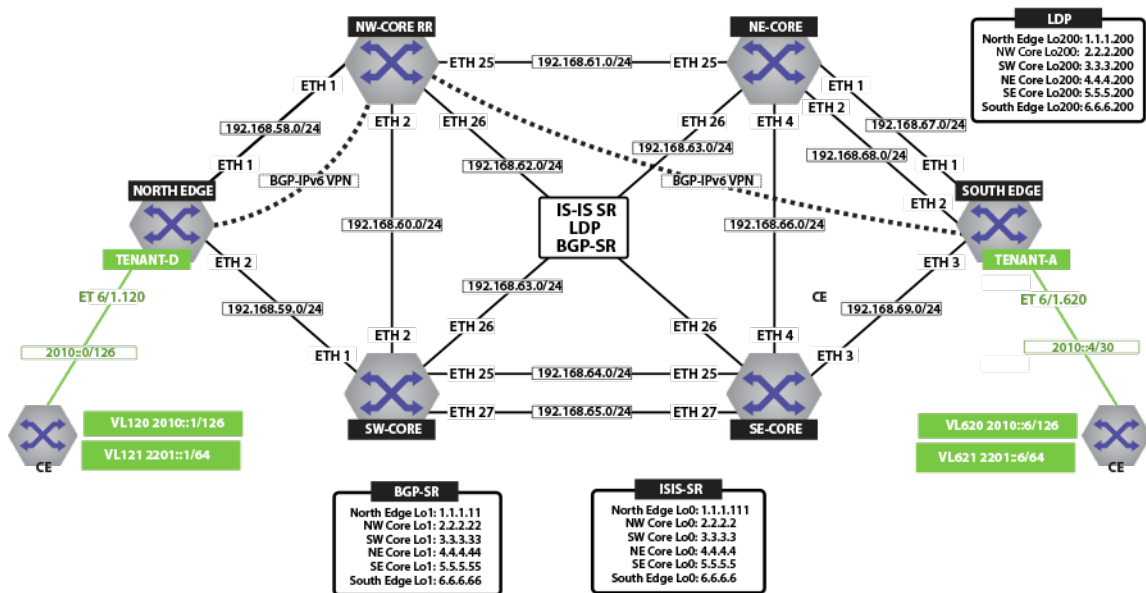 NW-CORE RR
NE-CORE
LDP
North Edge Lo200: 1.1.1.200
NW Core Lo200: 2.2.2.200
SW Core Lo200: 3.3.3.200
NE Core Lo200: 4.4.4.200
SE Core Lo200: 5.5.5.200
South Edge Lo200: 6.6.6.200
ETH 25
192.168.61.0/24
ETH 25
ETH 1
ETH 2
ETH 26
ETH 26
ETH 4
ETH 2
ETH 1
192.168.58.0/24
192.168.62.0/24
192.168.63.0/24
192.168.67.0/24
192.168.68.0/24
ETH 1
BGP-IPv6 VPN
BGP-IPv6 VPN
ETH 1
ETH 2
NORTH EDGE
SOUTH EDGE
IS-IS SR
LDP
BGP-SR
192.168.60.0/24
192.168.66.0/24
TENANT-D
ETH 2
ETH 3
TENANT-A
ET 6/1.120
192.168.59.0/24
192.168.63.0/24
CE
192.168.69.0/24
ET 6/1.620
ETH 2
ETH 26
ETH 26
ETH 4
2010::0/126
2010::4/30
ETH 1
ETH 3
ETH 25
192.168.64.0/24
ETH 25
ETH 27
192.168.65.0/24
ETH 27
SW-CORE
SE-CORE
VL120 2010::1/126
VL121 2201::1/64
CE
VL620 2010::6/126
VL621 2201::6/64
CE
BGP-SR
North Edge Lo1: 1.1.1.11
NW Core Lo1: 2.2.2.22
SW Core Lo1: 3.3.3.33
NE Core Lo1: 4.4.4.44
SE Core Lo1: 5.5.5.55
South Edge Lo1: 6.6.6.66
ISIS-SR
North Edge Lo0: 1.1.1.111
NW Core Lo0: 2.2.2.2
SW Core Lo0: 3.3.3.3
NE Core Lo0: 4.4.4.4
SE Core Lo0: 5.5.5.5
South Edge Lo0: 6.6.6.6